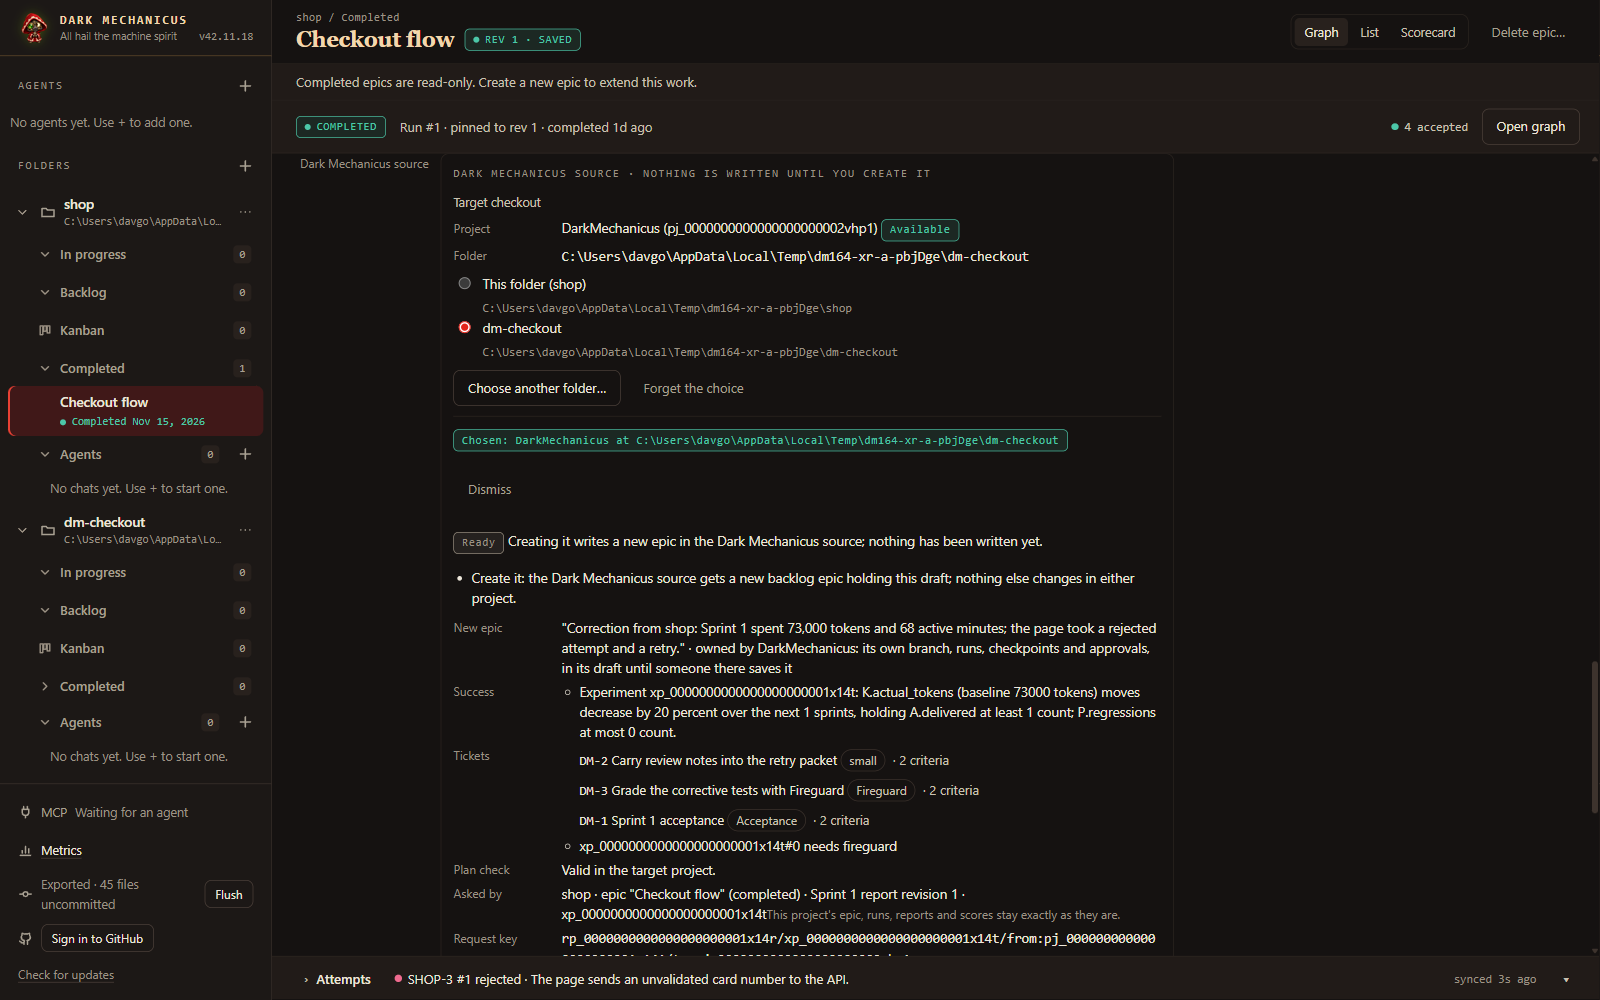 DARK MECHANICUS
All hail the machine spirit v42.11.18
AGENTS
No agents yet. Use + to add one.
FOLDERS
shop
C:\Users\davgo\AppData\Lo…
In progress 0
Backlog 0
Kanban 0
Completed 1
Checkout flow
Completed Nov 15, 2026
Agents 0
No chats yet. Use + to start one.
dm-checkout
C:\Users\davgo\AppData\Lo…
In progress 0
Backlog 0
Kanban 0
Completed 0
Agents 0
No chats yet. Use + to start one.
MCP Waiting for an agent
Metrics
Exported · 45 files
uncommitted
Flush
Sign in to GitHub
Check for updates
shop / Completed
Checkout flow
REV 1 · SAVED
Graph List Scorecard
Delete epic…
Completed epics are read-only. Create a new epic to extend this work.
COMPLETED Run #1 · pinned to rev 1 · completed 1d ago
4 accepted
Open graph
Dark Mechanicus source
DARK MECHANICUS SOURCE · NOTHING IS WRITTEN UNTIL YOU CREATE IT
Target checkout
Project DarkMechanicus (pj_0000000000000000000002vhp1) Available
Folder C:\Users\davgo\AppData\Local\Temp\dm164-xr-a-pbjDge\dm-checkout
This folder (shop)
C:\Users\davgo\AppData\Local\Temp\dm164-xr-a-pbjDge\shop
dm-checkout
C:\Users\davgo\AppData\Local\Temp\dm164-xr-a-pbjDge\dm-checkout
Choose another folder… Forget the choice
Chosen: DarkMechanicus at C:\Users\davgo\AppData\Local\Temp\dm164-xr-a-pbjDge\dm-checkout
Dismiss
Ready Creating it writes a new epic in the Dark Mechanicus source; nothing has been written yet.
Create it: the Dark Mechanicus source gets a new backlog epic holding this draft; nothing else changes in either
project.
New epic "Correction from shop: Sprint 1 spent 73,000 tokens and 68 active minutes; the page took a rejected
attempt and a retry." · owned by DarkMechanicus: its own branch, runs, checkpoints and approvals,
in its draft until someone there saves it
Success Experiment xp_0000000000000000000001x14t: K.actual_tokens (baseline 73000 tokens) moves
decrease by 20 percent over the next 1 sprints, holding A.delivered at least 1 count; P.regressions
at most 0 count.
Tickets DM-2 Carry review notes into the retry packet small · 2 criteria
DM-3 Grade the corrective tests with Fireguard Fireguard · 2 criteria
DM-1 Sprint 1 acceptance Acceptance · 2 criteria
xp_0000000000000000000001x14t#0 needs fireguard
Plan check Valid in the target project.
Asked by shop · epic "Checkout flow" (completed) · Sprint 1 report revision 1 ·
xp_0000000000000000000001x14tThis project's epic, runs, reports and scores stay exactly as they are.
Request key rp_0000000000000000000001x14r/xp_0000000000000000000001x14t/from:pj_000000000000
Attempts SHOP-3 #1 rejected · The page sends an unvalidated card number to the API.
synced 3s ago